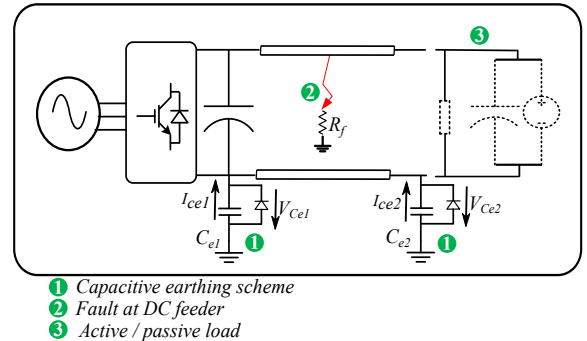 3
2
R_f
I_ce1
V_Ce1
C_e1
1
I_ce2
V_Ce2
C_e2
1
1 Capacitive earthing scheme
2 Fault at DC feeder
3 Active / passive load